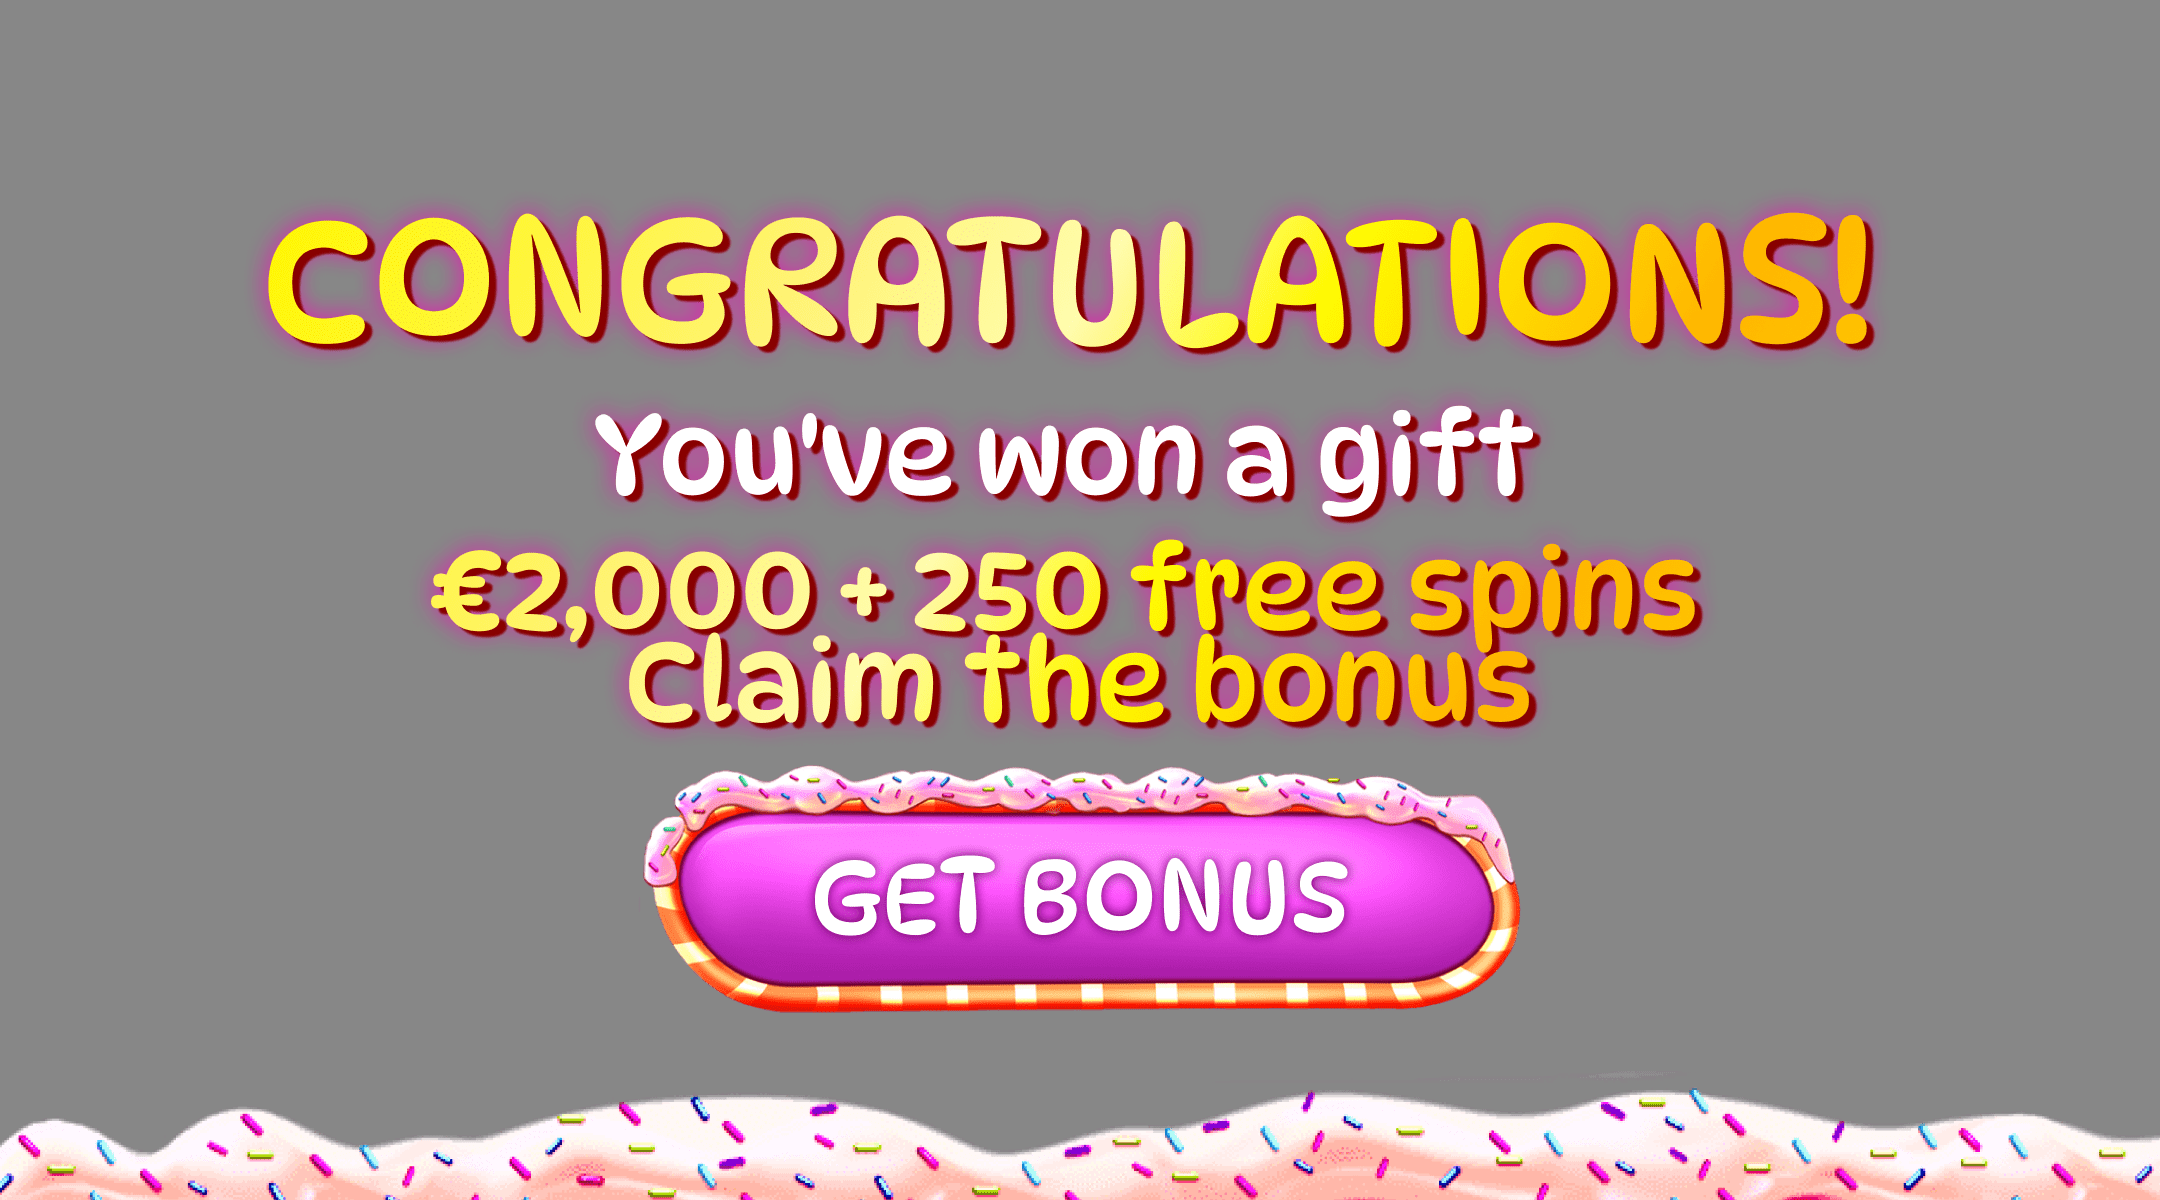 CONGRATULATIONS!
You've won a gift
€2,000 + 250 free spins
Claim the bonus
GET BONUS